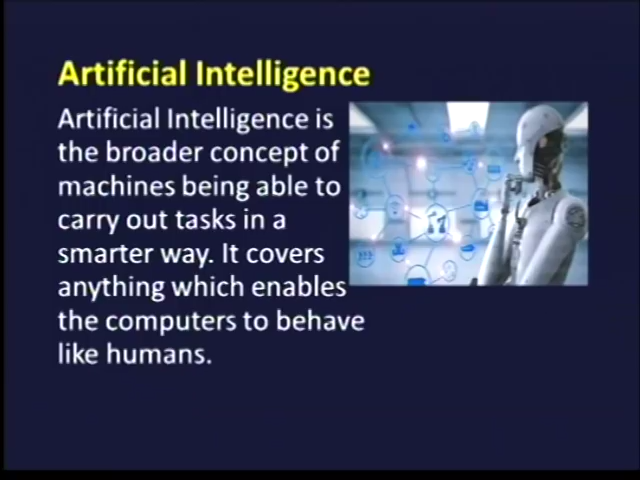 Artificial Intelligence
Artificial Intelligence is
the broader concept of
machines being able to
carry out tasks in a
smarter way. It covers
anything which enables
the computers to behave
like humans.